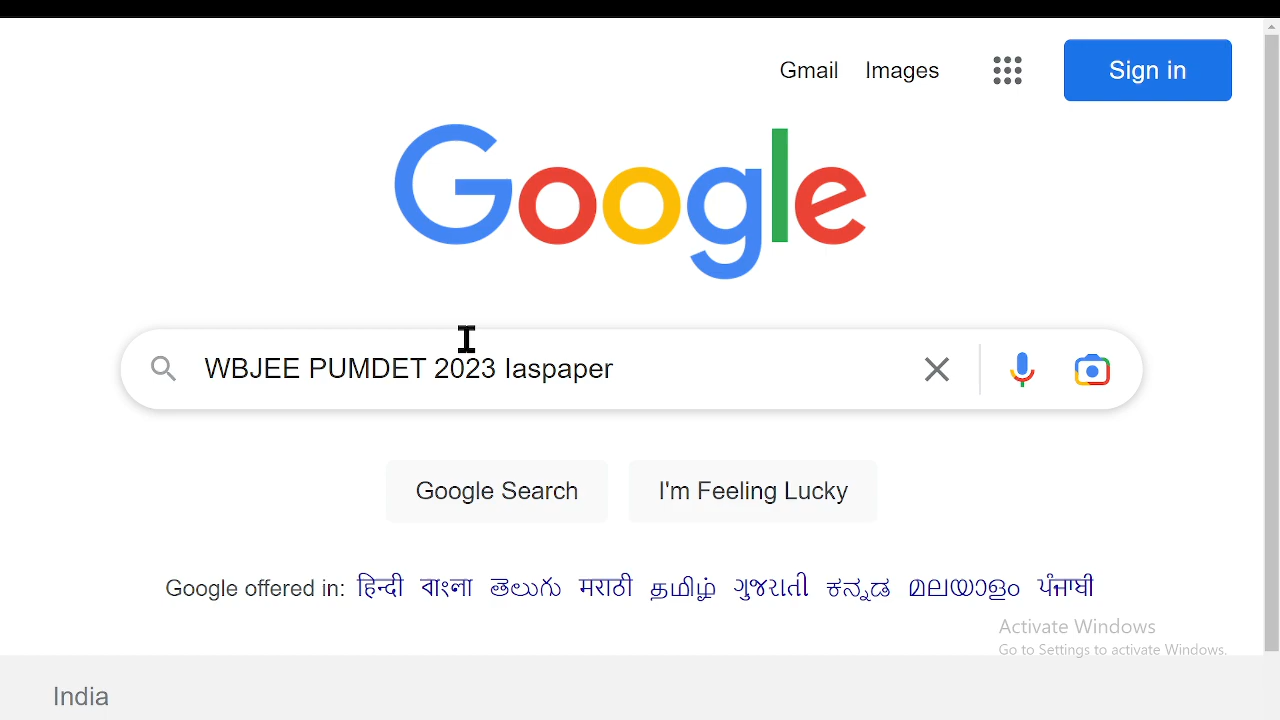 Gmail Images Sign in
Google
WBJEE PUMDET 2023 Iaspaper
Google Search I'm Feeling Lucky
Google offered in: हिन्दी বাংলা తెలుగు मराठी தமிழ் ગુજરાતી ಕನ್ನಡ മലയാളം ਪੰਜਾਬੀ
Activate Windows
Go to Settings to activate Windows.
India